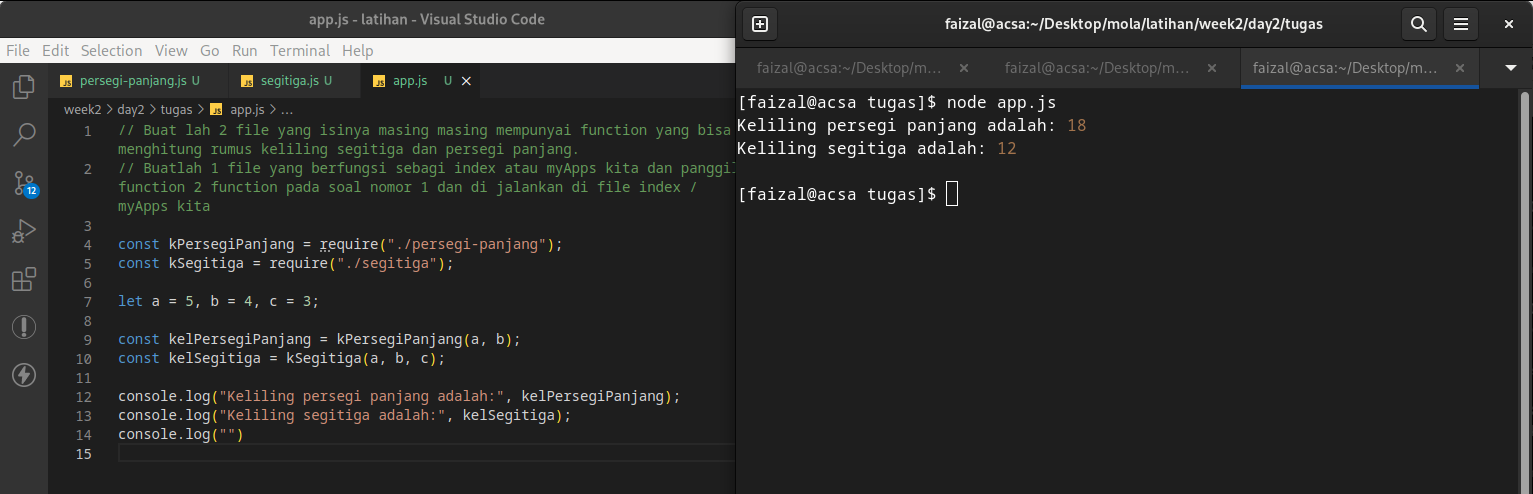 app.js - latihan - Visual Studio Code
File Edit Selection View Go Run Terminal Help
JS persegi-panjang.js U JS segitiga.js U JS app.js U
week2 > day2 > tugas > JS app.js > ...
1 // Buat lah 2 file yang isinya masing masing mempunyai function yang bisa
menghitung rumus keliling segitiga dan persegi panjang.
2 // Buatlah 1 file yang berfungsi sebagi index atau myApps kita dan panggil
function 2 function pada soal nomor 1 dan di jalankan di file index /
myApps kita
3
4 const kPersegiPanjang = require("./persegi-panjang");
5 const kSegitiga = require("./segitiga");
6
7 let a = 5, b = 4, c = 3;
8
9 const kelPersegiPanjang = kPersegiPanjang(a, b);
10 const kelSegitiga = kSegitiga(a, b, c);
11
12 console.log("Keliling persegi panjang adalah:", kelPersegiPanjang);
13 console.log("Keliling segitiga adalah:", kelSegitiga);
14 console.log("")
15
12
faizal@acsa:~/Desktop/mola/latihan/week2/day2/tugas
faizal@acsa:~/Desktop/m... faizal@acsa:~/Desktop/m... faizal@acsa:~/Desktop/m...
[faizal@acsa tugas]$ node app.js
Keliling persegi panjang adalah: 18
Keliling segitiga adalah: 12
[faizal@acsa tugas]$